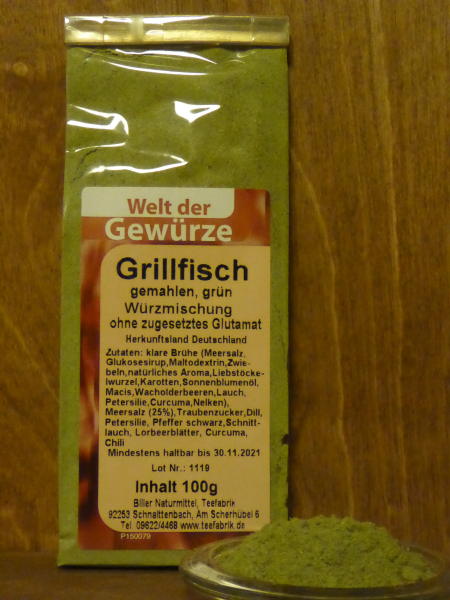 Welt der
Gewürze
Grillfisch
gemahlen, grün
Würzmischung
ohne zugesetztes Glutamat
Herkunftsland Deutschland
Zutaten: klare Brühe (Meersalz,
Glukosesirup,Maltodextrin,Zwie-
beln,natürliches Aroma,Liebstöcke-
lwurzel,Karotten,Sonnenblumenöl,
Macis,Wacholderbeeren,Lauch,
Petersilie,Curcuma,Nelken),
Meersalz (25%),Traubenzucker,Dill,
Petersilie, Pfeffer schwarz,Schnitt-
lauch, Lorbeerblätter, Curcuma,
Chili
Mindestens haltbar bis 30.11.2021
Lot Nr.: 1119
Inhalt 100g
Biller Naturmittel, Teefabrik
92253 Schnaittenbach, Am Scherhübel 6
Tel. 09622/4468 www.teefabrik.de
P150079